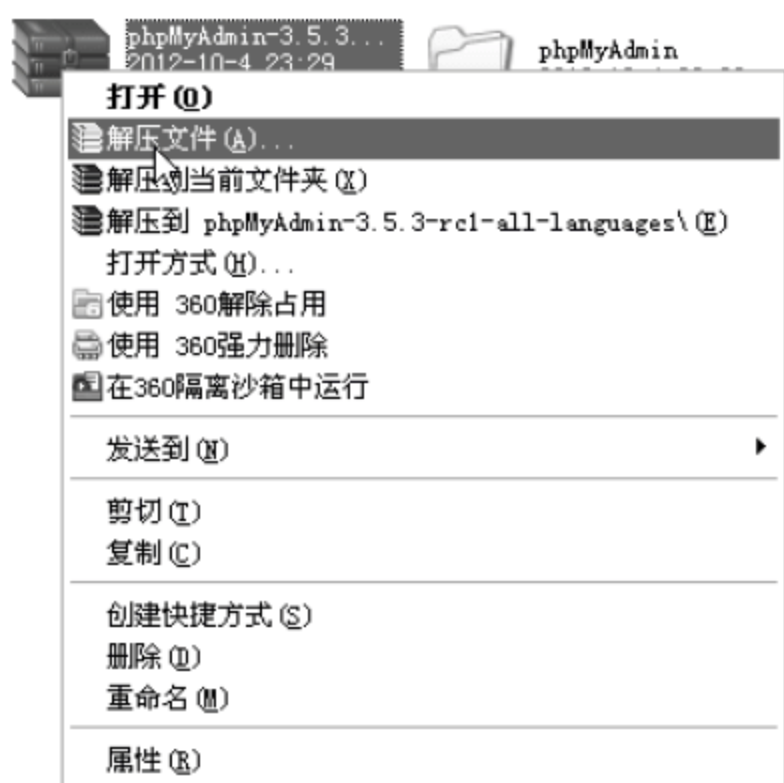 phpMyAdmin-3.5.3...
2012-10-4 23:29
phpMyAdmin
打开(O)
解压文件(A)...
解压到当前文件夹(X)
解压到 phpMyAdmin-3.5.3-rc1-all-languages\(E)
打开方式(H)...
使用 360解除占用
使用 360强力删除
在360隔离沙箱中运行
发送到(N)
剪切(T)
复制(C)
创建快捷方式(S)
删除(D)
重命名(M)
属性(R)